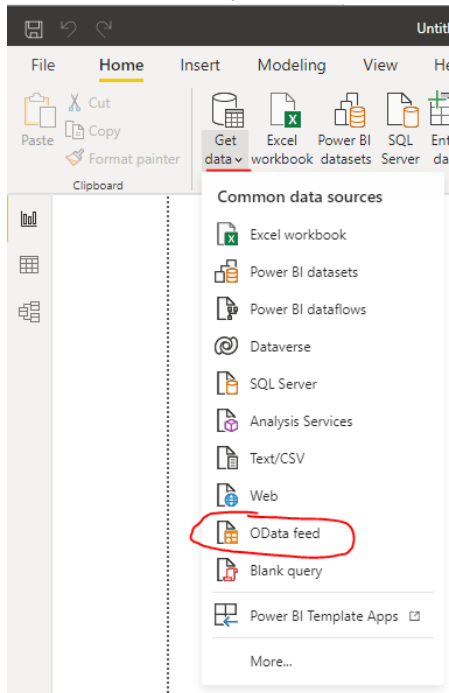 Untitl
File Home Insert Modeling View He
Paste
Cut
Copy
Format painter
Clipboard
Get data
Excel workbook
Power BI datasets
SQL Server
Ent
da
Common data sources
Excel workbook
Power BI datasets
Power BI dataflows
Dataverse
SQL Server
Analysis Services
Text/CSV
Web
OData feed
Blank query
Power BI Template Apps
More...